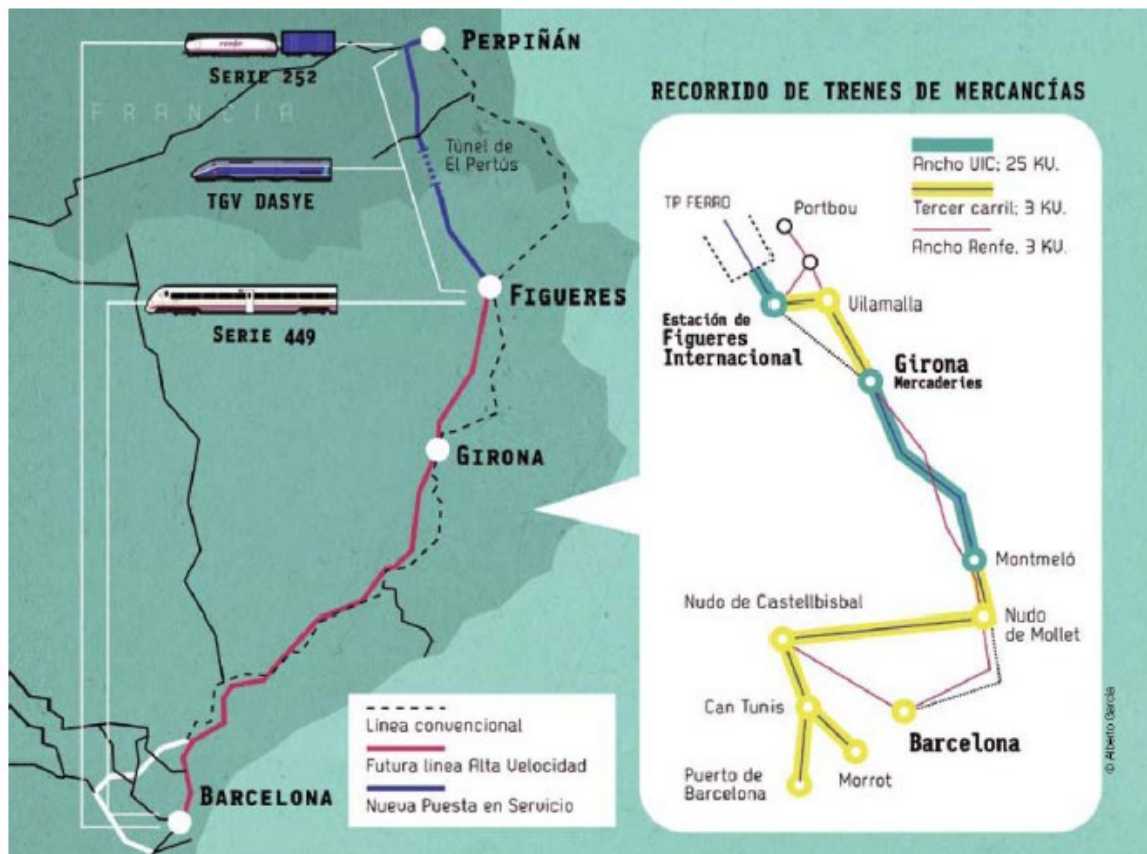 PERPIÑÁN
renfe
SERIE 252
FRANCIA
Túnel de
El Pertús
TGV DASYE
SERIE 449
FIGUERES
GIRONA
BARCELONA
Línea convencional
Futura línea Alta Velocidad
Nueva Puesta en Servicio
RECORRIDO DE TRENES DE MERCANCÍAS
Ancho UIC; 25 KV.
Tercer carril; 3 KV.
Ancho Renfe, 3 KV.
TP FERRO
Portbou
Vilamalla
Estación de
Figueres
Internacional
Girona
Mercaderies
Montmeló
Nudo de Castellbisbal
Nudo
de Mollet
Can Tunis
Barcelona
Morrot
Puerto de
Barcelona
© Alberto García